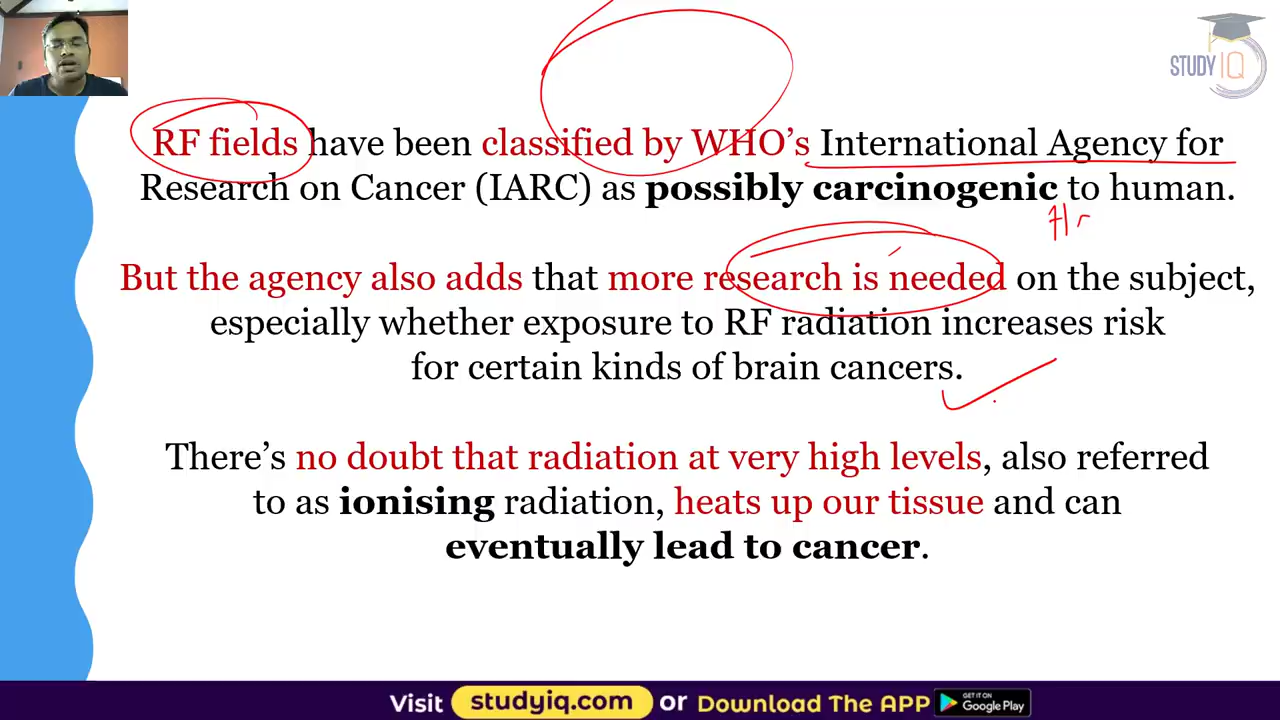 STUDY IQ
RF fields have been classified by WHO's International Agency for
Research on Cancer (IARC) as possibly carcinogenic to human.
But the agency also adds that more research is needed on the subject,
especially whether exposure to RF radiation increases risk
for certain kinds of brain cancers.
There's no doubt that radiation at very high levels, also referred
to as ionising radiation, heats up our tissue and can
eventually lead to cancer.
Visit studyiq.com or Download The APP GET IT ON Google Play